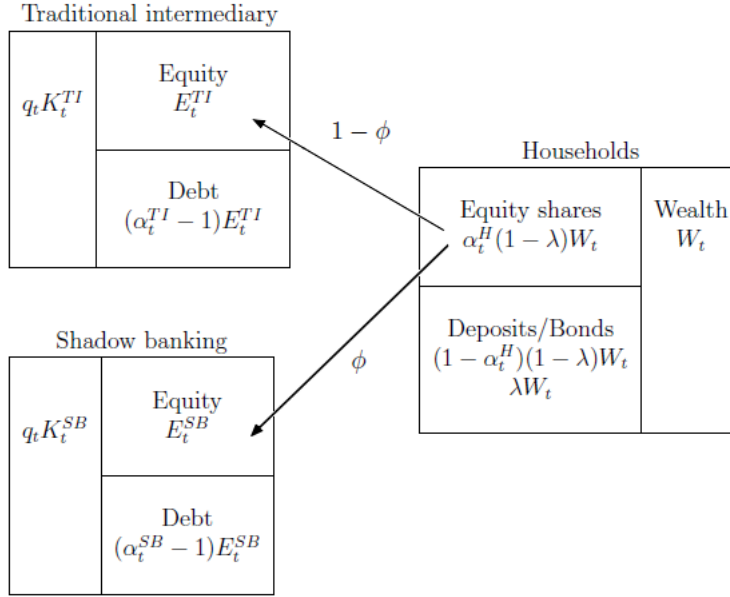 Traditional intermediary
q_t K_t^{TI}
Equity
E_t^{TI}
Debt
(α_t^{TI} − 1)E_t^{TI}
1 − ϕ
Households
Equity shares
α_t^H(1 − λ)W_t
Wealth
W_t
Deposits/Bonds
(1 − α_t^H)(1 − λ)W_t
λW_t
ϕ
Shadow banking
q_t K_t^{SB}
Equity
E_t^{SB}
Debt
(α_t^{SB} − 1)E_t^{SB}